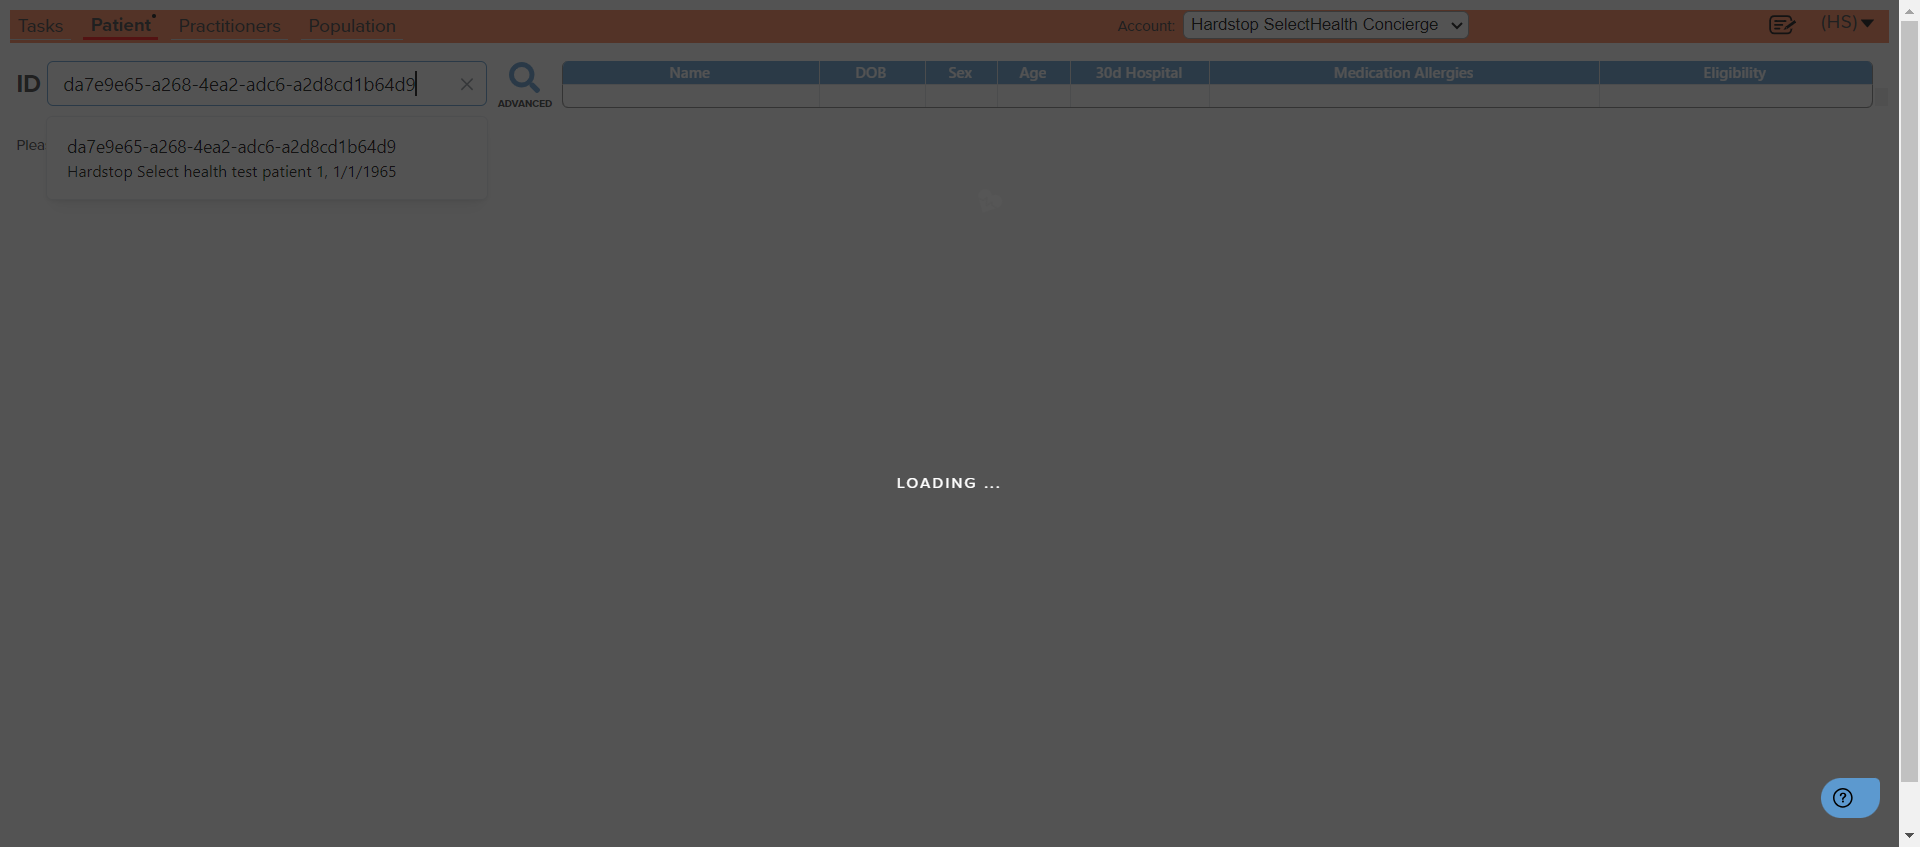 Tasks Patient Practitioners Population Account: Hardstop SelectHealth Concierge (HS)
ID da7e9e65-a268-4ea2-adc6-a2d8cd1b64d9 ADVANCED
Name DOB Sex Age 30d Hospital Medication Allergies Eligibility
Plea
da7e9e65-a268-4ea2-adc6-a2d8cd1b64d9
Hardstop Select health test patient 1, 1/1/1965
LOADING ...